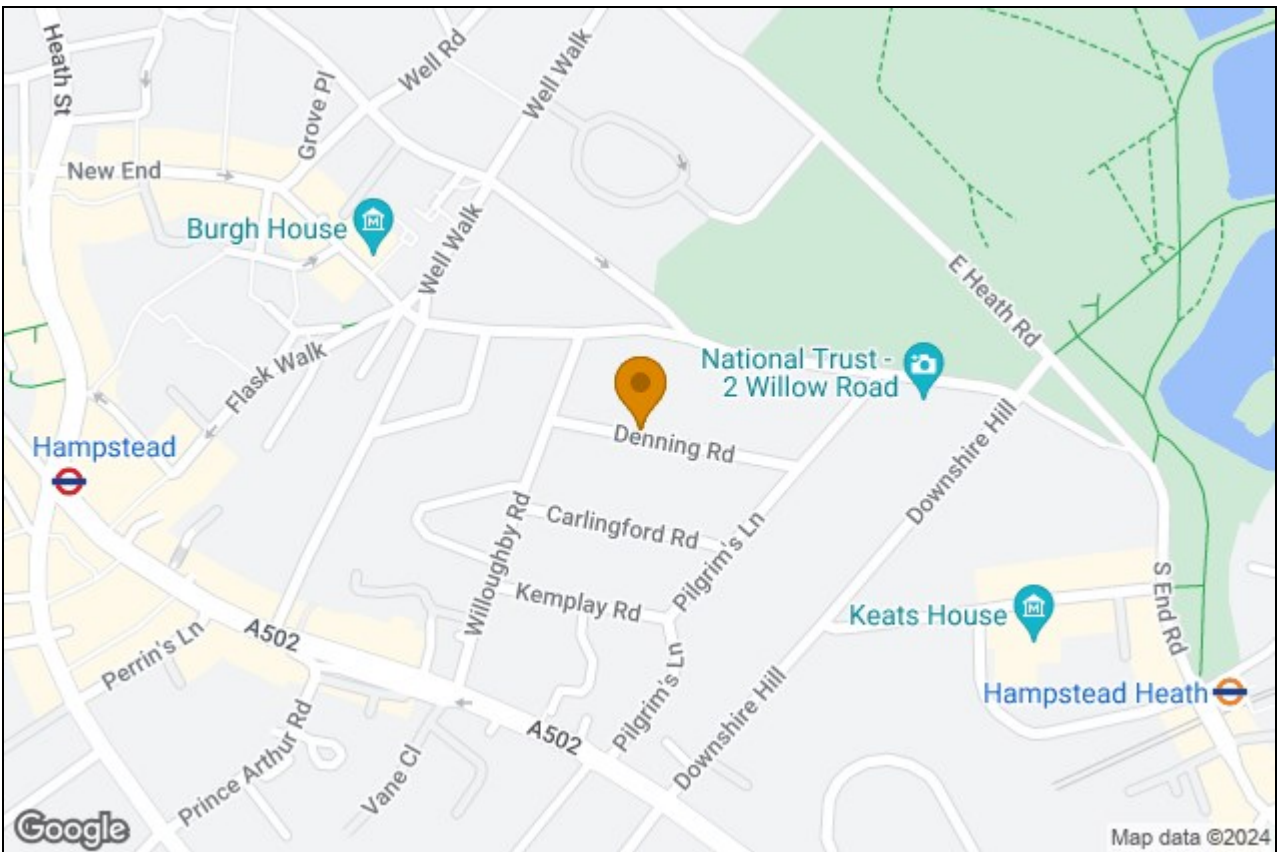 Heath St
Well Rd
Well Walk
Grove Pl
New End
Burgh House
Well Walk
E Heath Rd
Flask Walk
National Trust -
2 Willow Road
Hampstead
Denning Rd
Downshire Hill
Carlingford Rd
Willoughby Rd
Pilgrim's Ln
Kemplay Rd
Keats House
S End Rd
A502
Perrin's Ln
Pilgrim's Ln
Hampstead Heath
Downshire Hill
A502
Prince Arthur Rd
Vane Cl
Google
Map data ©2024